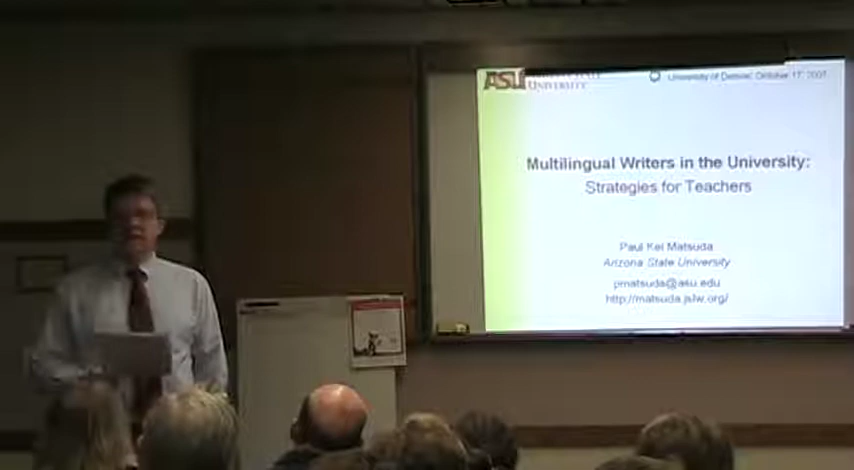 ASU
UNIVERSITY
University of Denver, October 17, 2007
Multilingual Writers in the University:
Strategies for Teachers
Paul Kei Matsuda
Arizona State University
pmatsuda@asu.edu
http://matsuda.jslw.org/